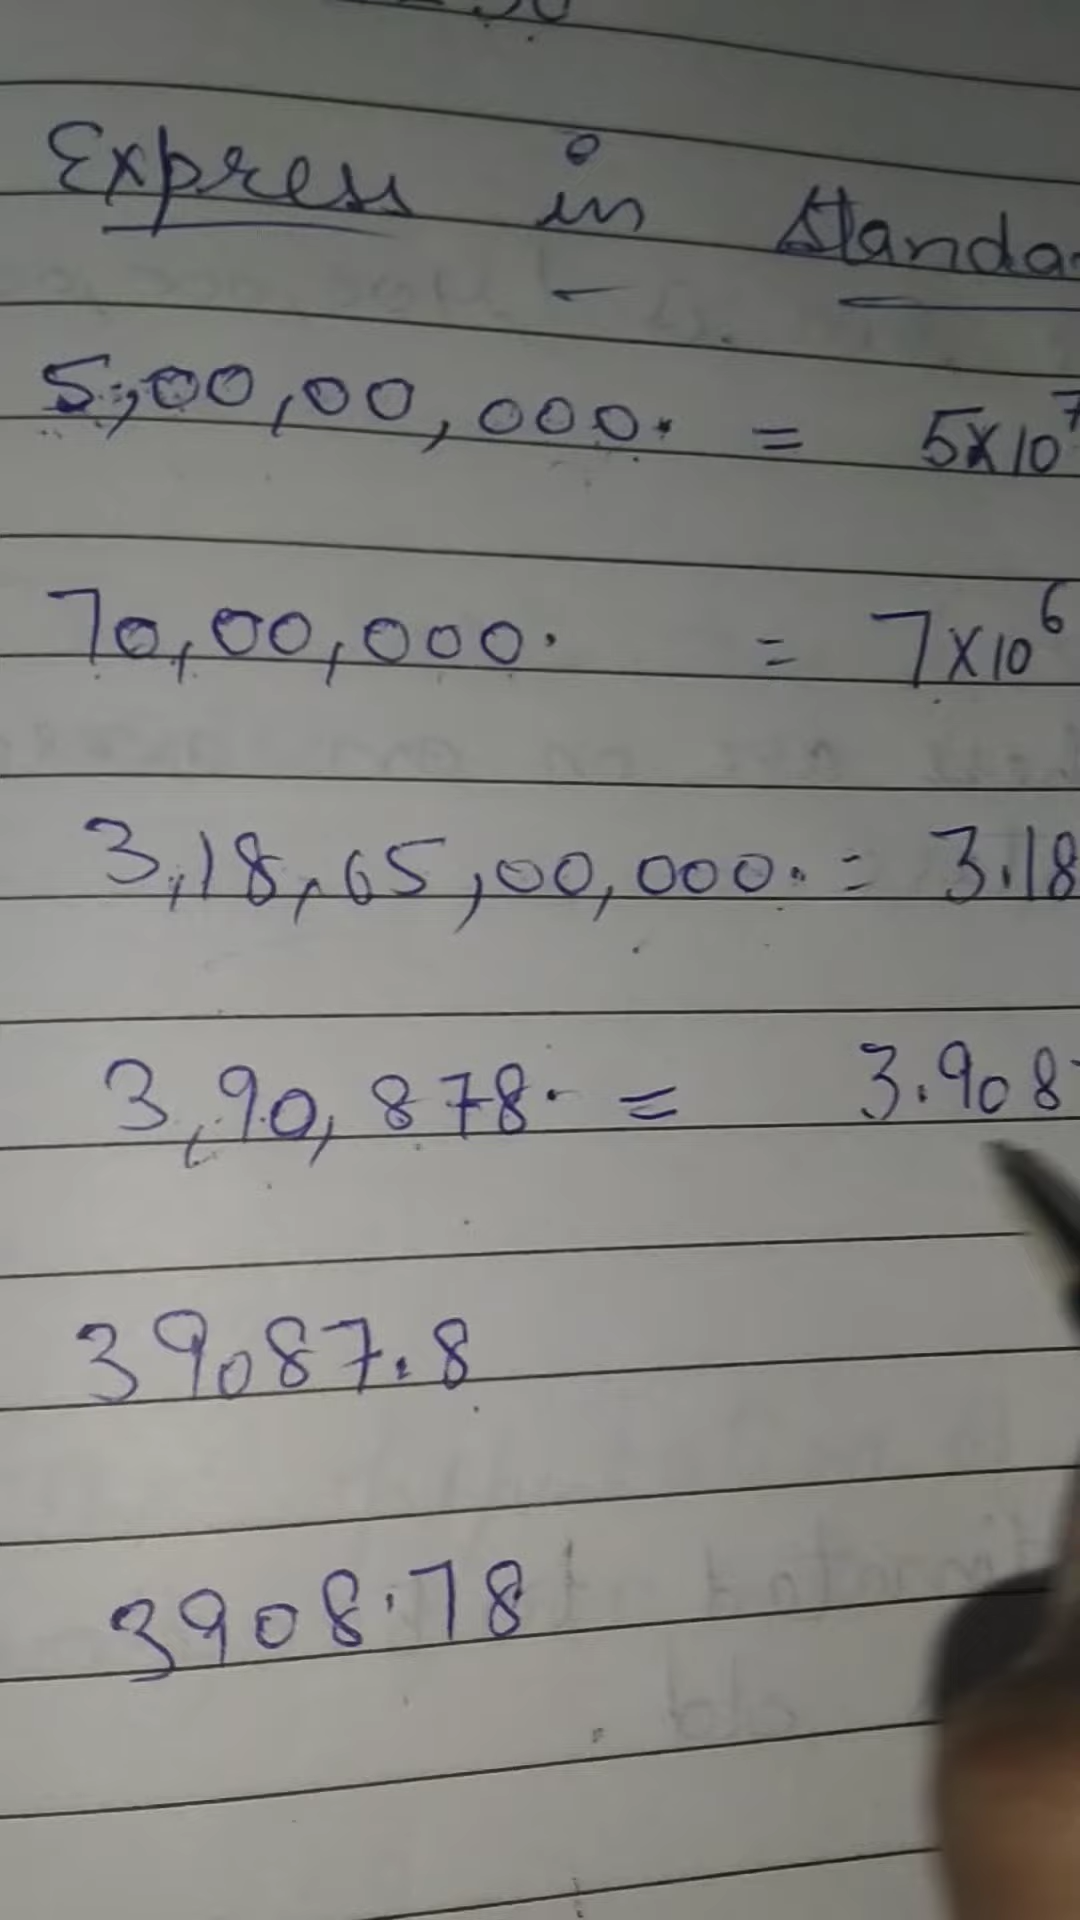 Express in Standa
5,00,00,000. = 5×10⁷
70,00,000. = 7×10⁶
3,18,65,00,000. = 3.18
3,90,878. = 3.908
39087.8
3908.78